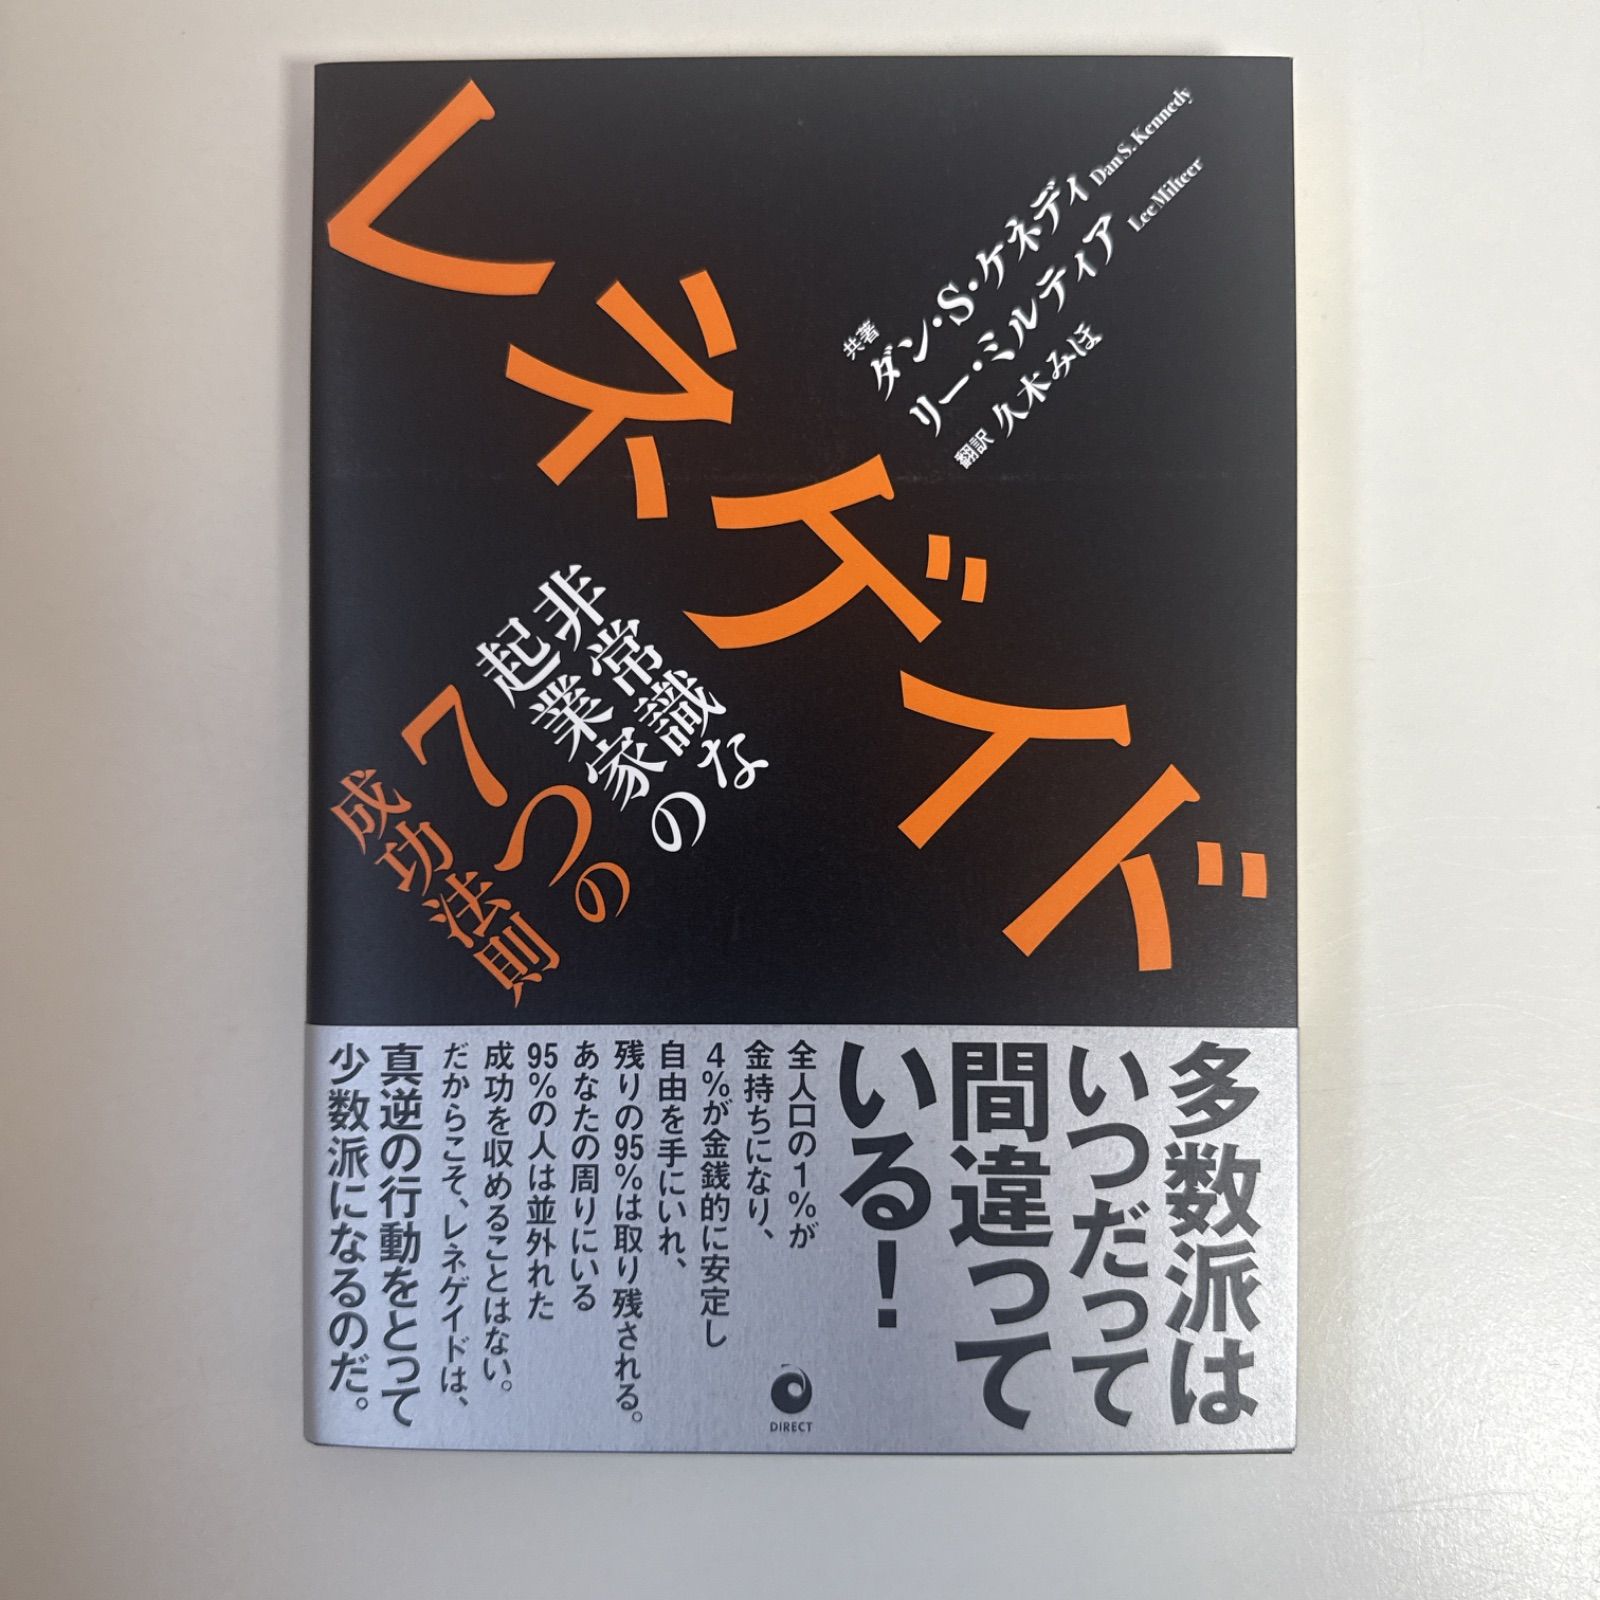 レネゲイド
共著
ダン・S・ケネディ Dan S. Kennedy
リー・ミルティア Lee Milteer
翻訳 久木みほ
非常識な
起業家の
7つの
成功法則
多数派は
いつだって
間違って
いる!
全人口の1%が
金持ちになり、
4%が金銭的に安定し
自由を手にいれ、
残りの95%は取り残される。
あなたの周りにいる
95%の人は並外れた
成功を収めることはない。
だからこそ、レネゲイドは、
真逆の行動をとって
少数派になるのだ。
DIRECT